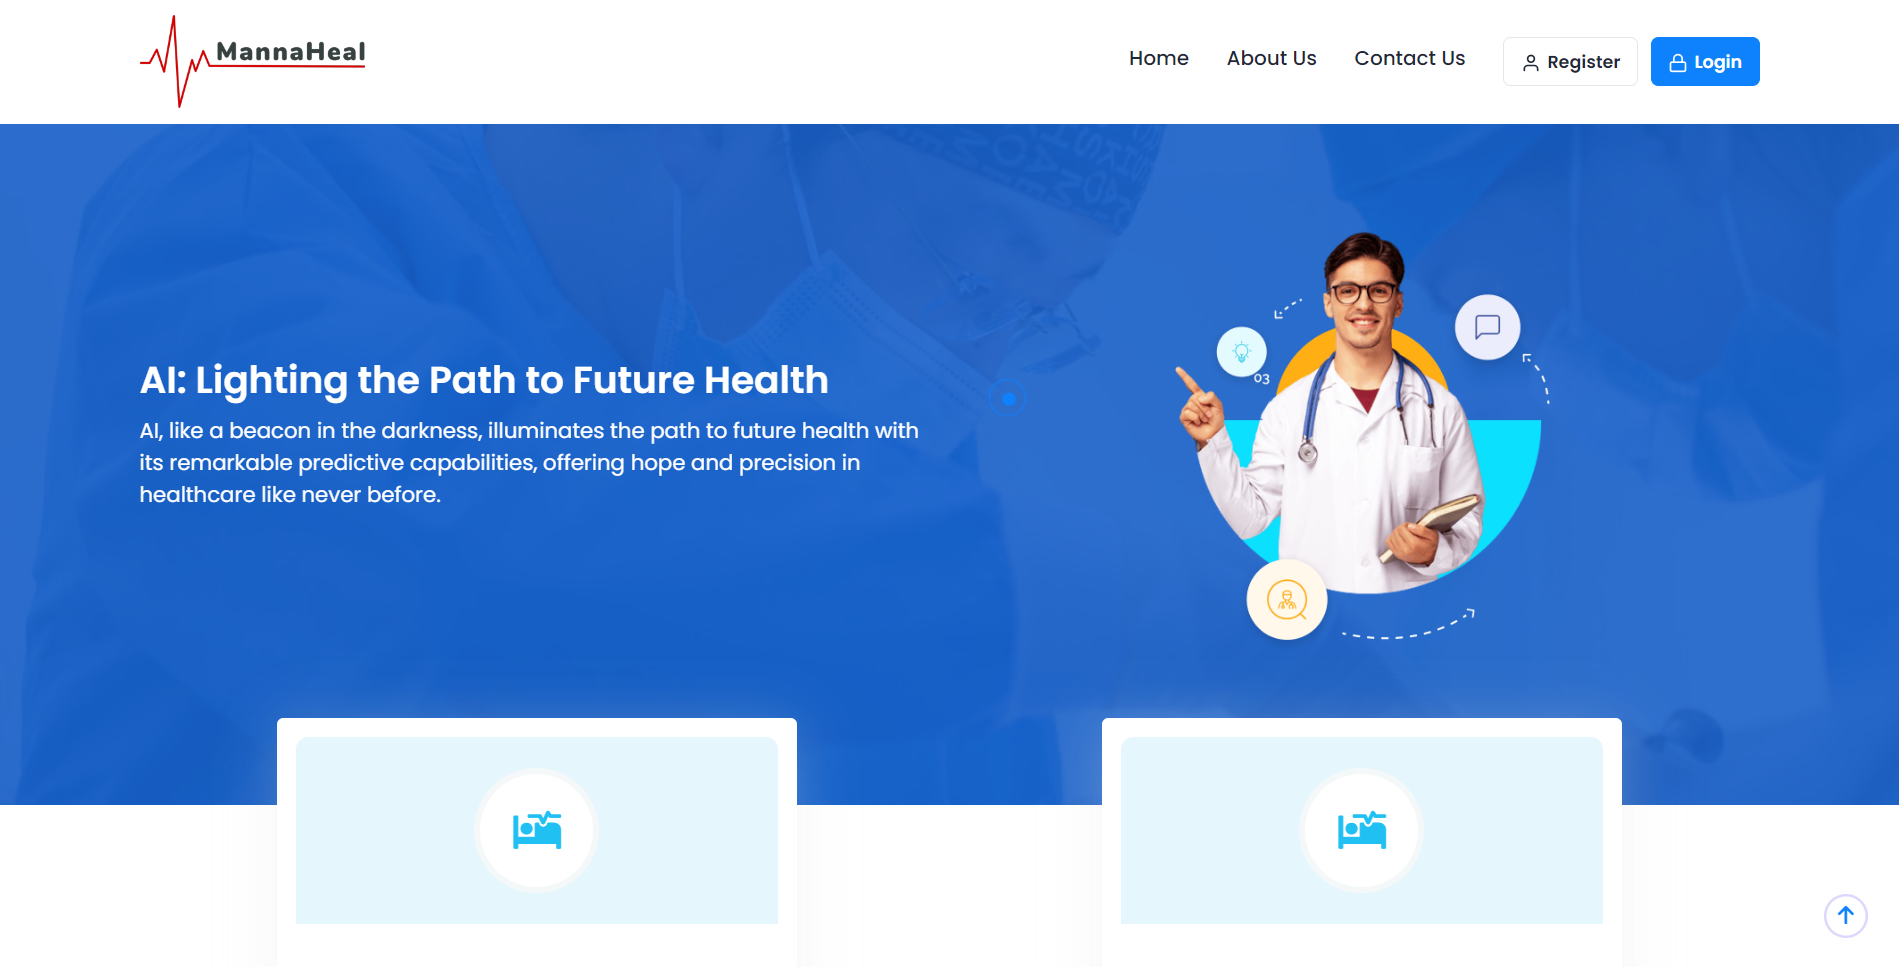 MannaHeal
Home
About Us
Contact Us
Register
Login
AI: Lighting the Path to Future Health
AI, like a beacon in the darkness, illuminates the path to future health with
its remarkable predictive capabilities, offering hope and precision in
healthcare like never before.
03